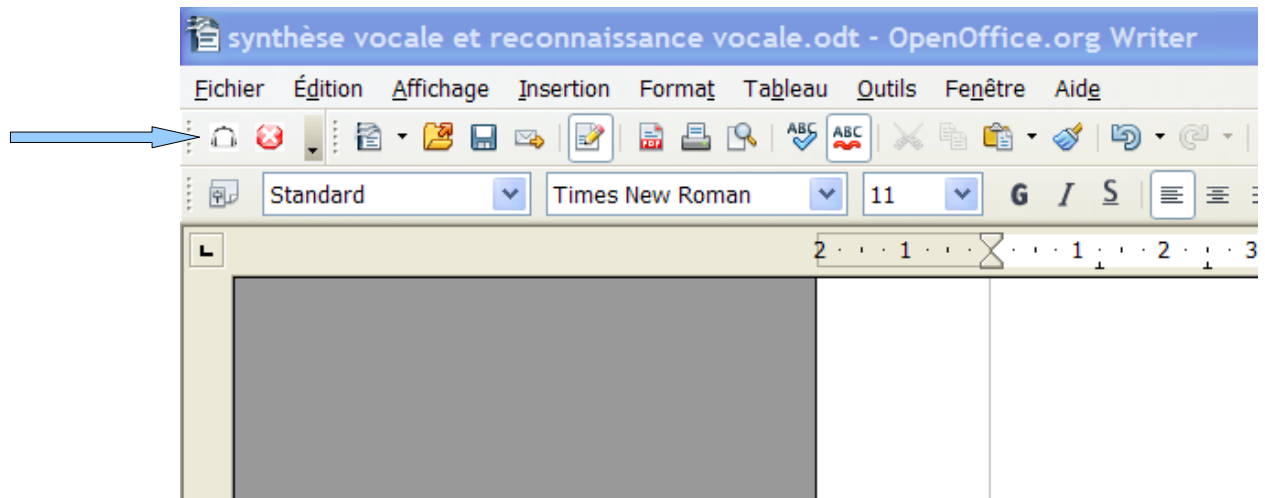 synthèse vocale et reconnaissance vocale.odt - OpenOffice.org Writer
Fichier Édition Affichage Insertion Format Tableau Outils Fenêtre Aide
PDF ABC ABC
Standard Times New Roman 11 G I S
L 2 1 1 2 3